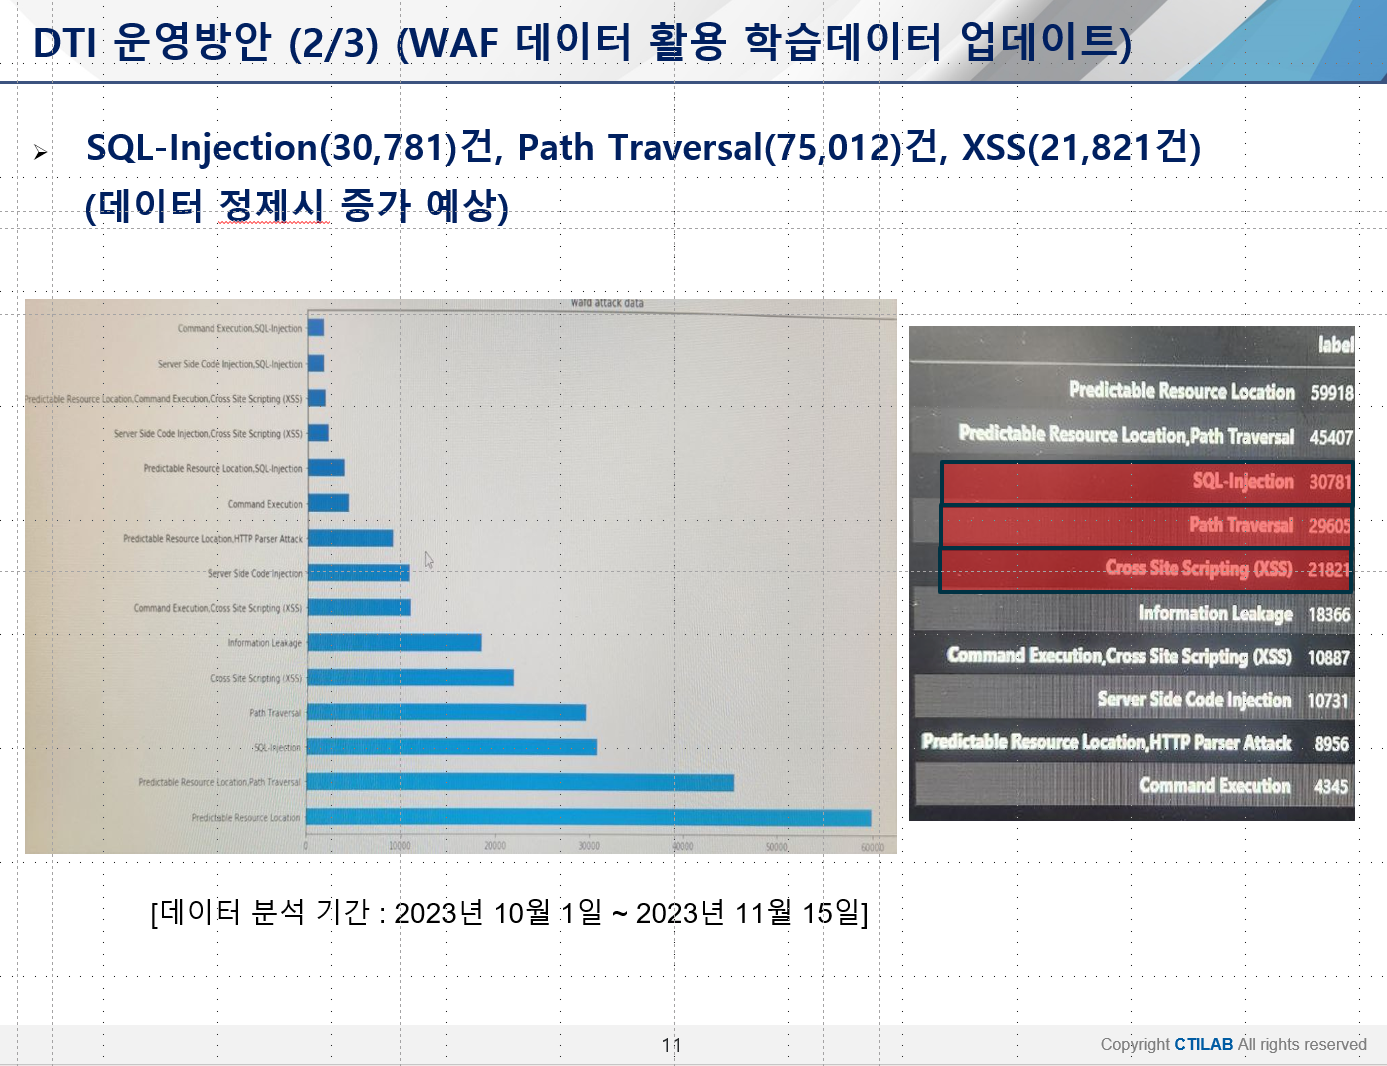 DTI 운영방안 (2/3) (WAF 데이터 활용 학습데이터 업데이트)
➢ SQL-Injection(30,781)건, Path Traversal(75,012)건, XSS(21,821건)
(데이터 정제시 증가 예상)
wafd attack data
Command Execution,SQL-Injection
Server Side Code Injection,SQL-Injection
Predictable Resource Location,Command Execution,Cross Site Scripting (XSS)
Server Side Code Injection,Cross Site Scripting (XSS)
Predictable Resource Location,SQL-Injection
Command Execution
Predictable Resource Location,HTTP Parser Attack
Server Side Code Injection
Command Execution,Cross Site Scripting (XSS)
Information Leakage
Cross Site Scripting (XSS)
Path Traversal
SQL-Injection
Predictable Resource Location,Path Traversal
Predictable Resource Location
0 10000 20000 30000 40000 50000 60000
label
Predictable Resource Location 59918
Predictable Resource Location,Path Traversal 45407
SQL-Injection 30781
Path Traversal 29605
Cross Site Scripting (XSS) 21821
Information Leakage 18366
Command Execution,Cross Site Scripting (XSS) 10887
Server Side Code Injection 10731
Predictable Resource Location,HTTP Parser Attack 8956
Command Execution 4345
[데이터 분석 기간 : 2023년 10월 1일 ~ 2023년 11월 15일]
11
Copyright CTILAB All rights reserved